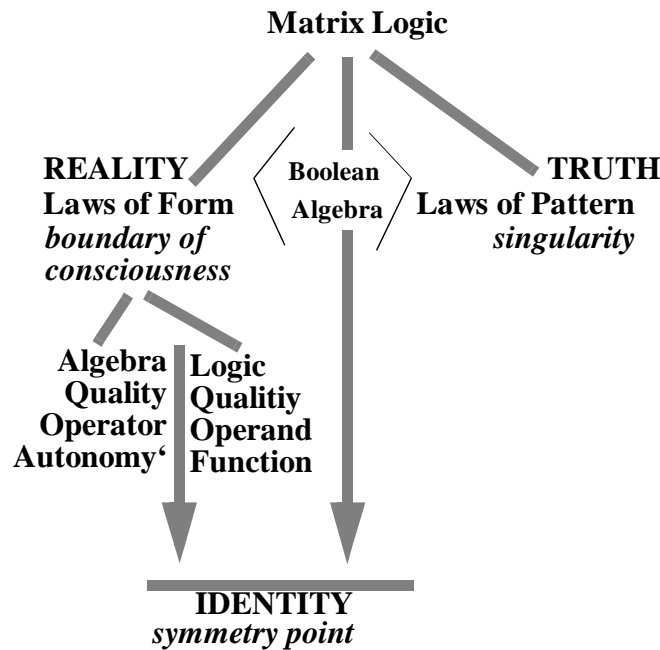 Matrix Logic
REALITY
Laws of Form
boundary of
consciousness
Boolean
Algebra
TRUTH
Laws of Pattern
singularity
Algebra
Quality
Operator
Autonomy‘
Logic
Qualitiy
Operand
Function
IDENTITY
symmetry point